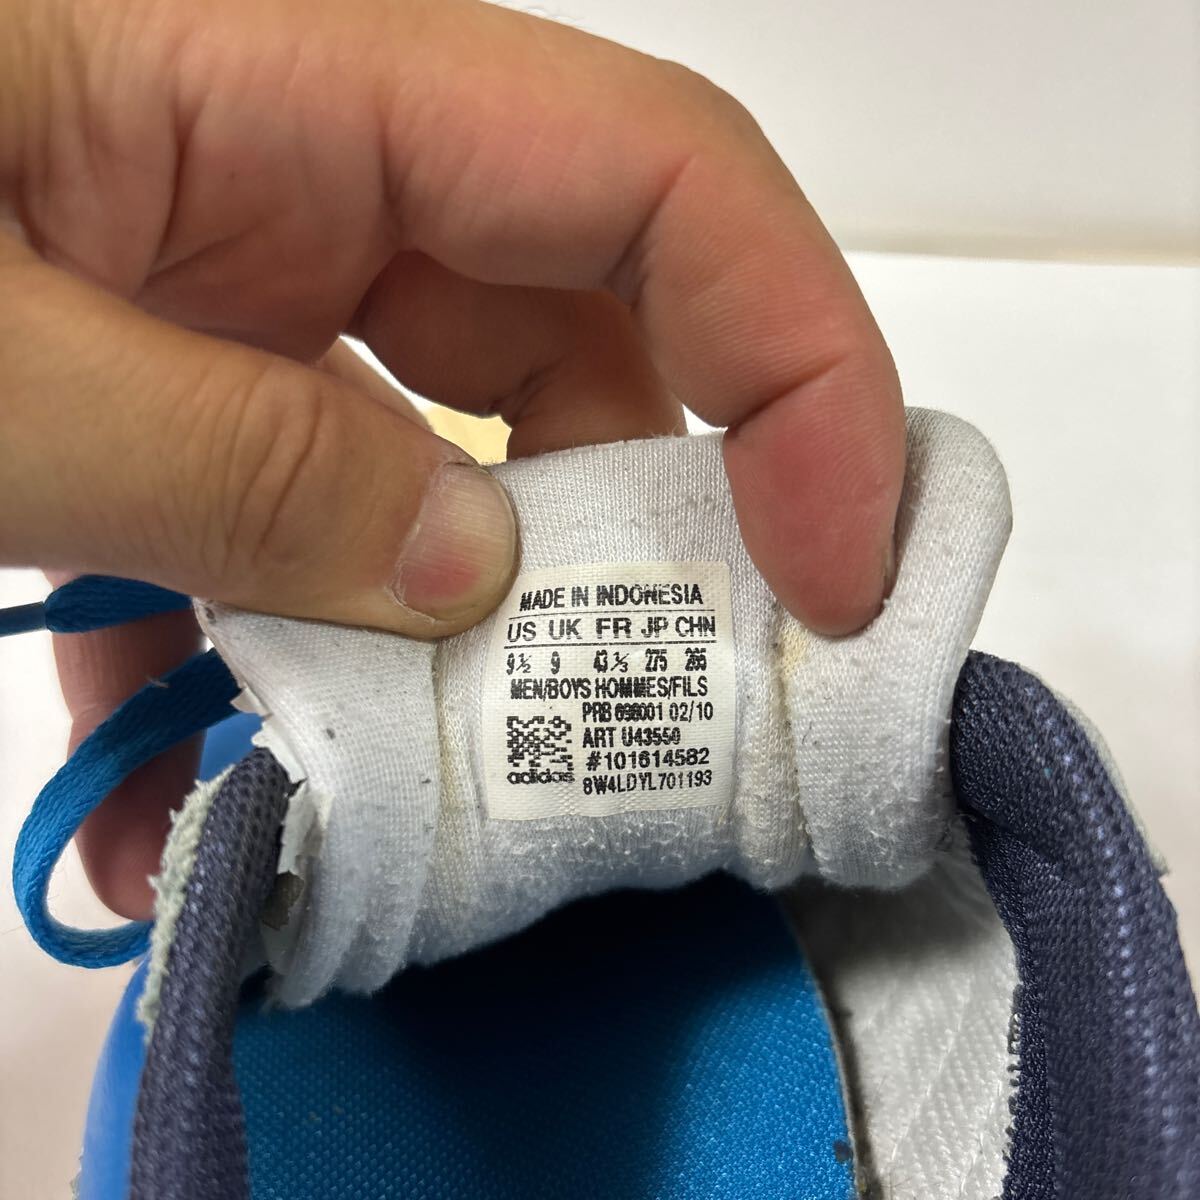 MADE IN INDONESIA
US UK FR JP CHN
9½ 9 43⅓ 275 265
MEN/BOYS HOMMES/FILS
PRB 698001 02/10
ART U43550
#101614582
adidas
8W4LDYL701193